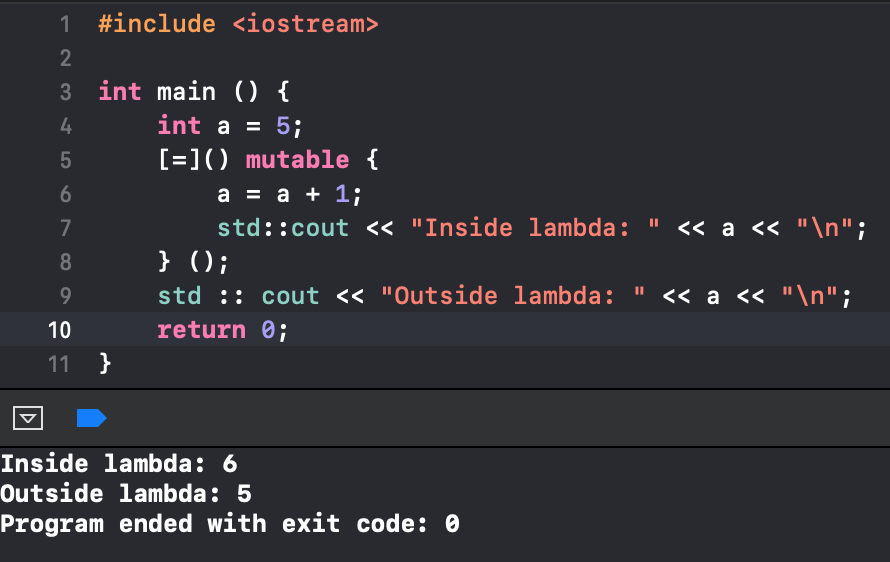 1 #include <iostream>
2
3 int main () {
4     int a = 5;
5     [=]() mutable {
6         a = a + 1;
7         std::cout << "Inside lambda: " << a << "\n";
8     } ();
9     std :: cout << "Outside lambda: " << a << "\n";
10     return 0;
11 }
Inside lambda: 6
Outside lambda: 5
Program ended with exit code: 0